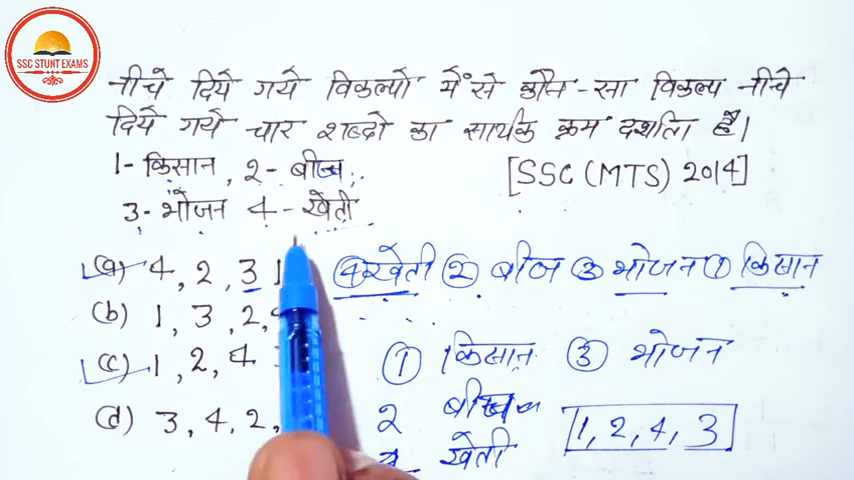 SSC STUNT EXAMS
नीचे दिये गये विकल्पो में से कौन-सा विकल्प नीचे
दिये गये चार शब्दो का सार्थक क्रम दर्शाता है।
1- किसान, २- बीज,
[SSC (MTS) 2014]
3- भोजन 4- खेती
(a) 4, 2, 3 1
(b) 1, 3, 2,
(c) 1, 2, 4
(d) 3, 4, 2,
④ खेती ② बीज ③ भोजन ① किसान
① किसान ③ भोजन
2 बीज
खेती
1, 2, 4, 3